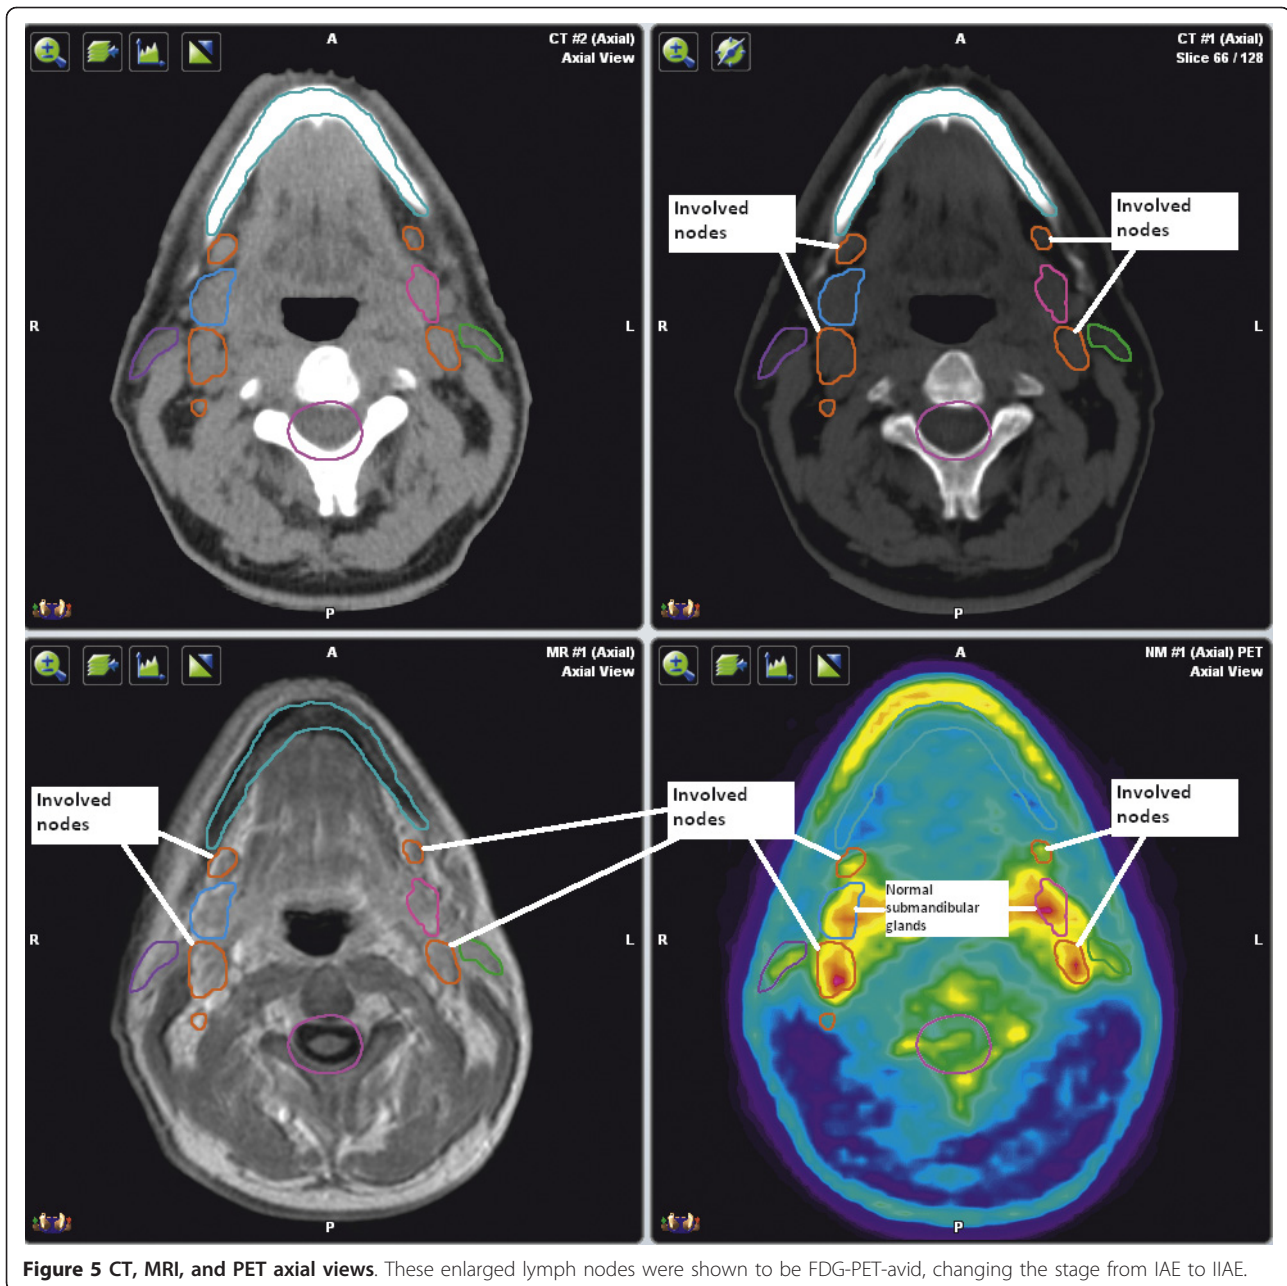 A
CT #2 (Axial)
Axial View
R
P
A
CT #1 (Axial)
Slice 66 / 128
Involved
nodes
Involved
nodes
R
L
L
P
A
MR #1 (Axial)
Axial View
Involved
nodes
R
L
P
A
NM #1 (Axial) PET
Axial View
Involved
nodes
Involved
nodes
Normal
submandibular
glands
R
L
P
Figure 5 CT, MRI, and PET axial views. These enlarged lymph nodes were shown to be FDG-PET-avid, changing the stage from IAE to IIAE.